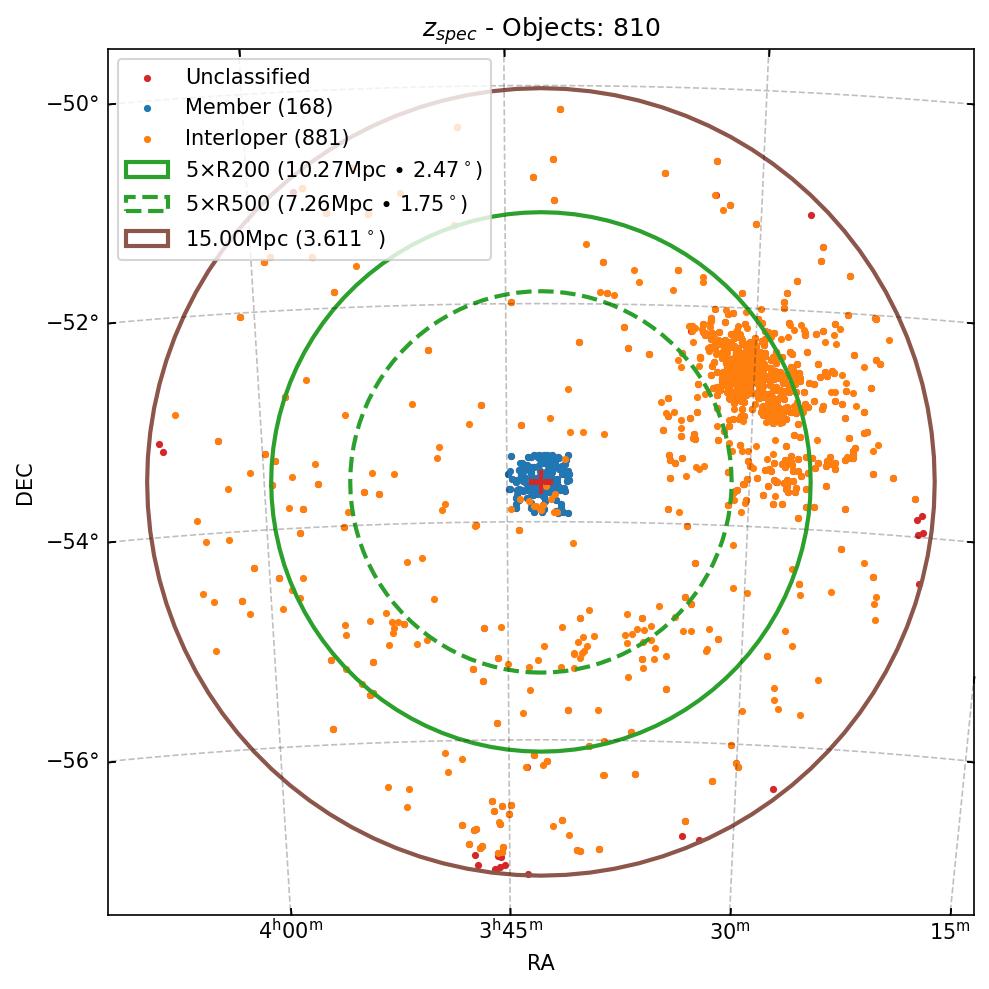 z_spec - Objects: 810
Unclassified
Member (168)
Interloper (881)
5×R200 (10.27Mpc • 2.47°)
5×R500 (7.26Mpc • 1.75°)
15.00Mpc (3.611°)
−50°
−52°
−54°
−56°
DEC
4ʰ00ᵐ
3ʰ45ᵐ
30ᵐ
15ᵐ
RA